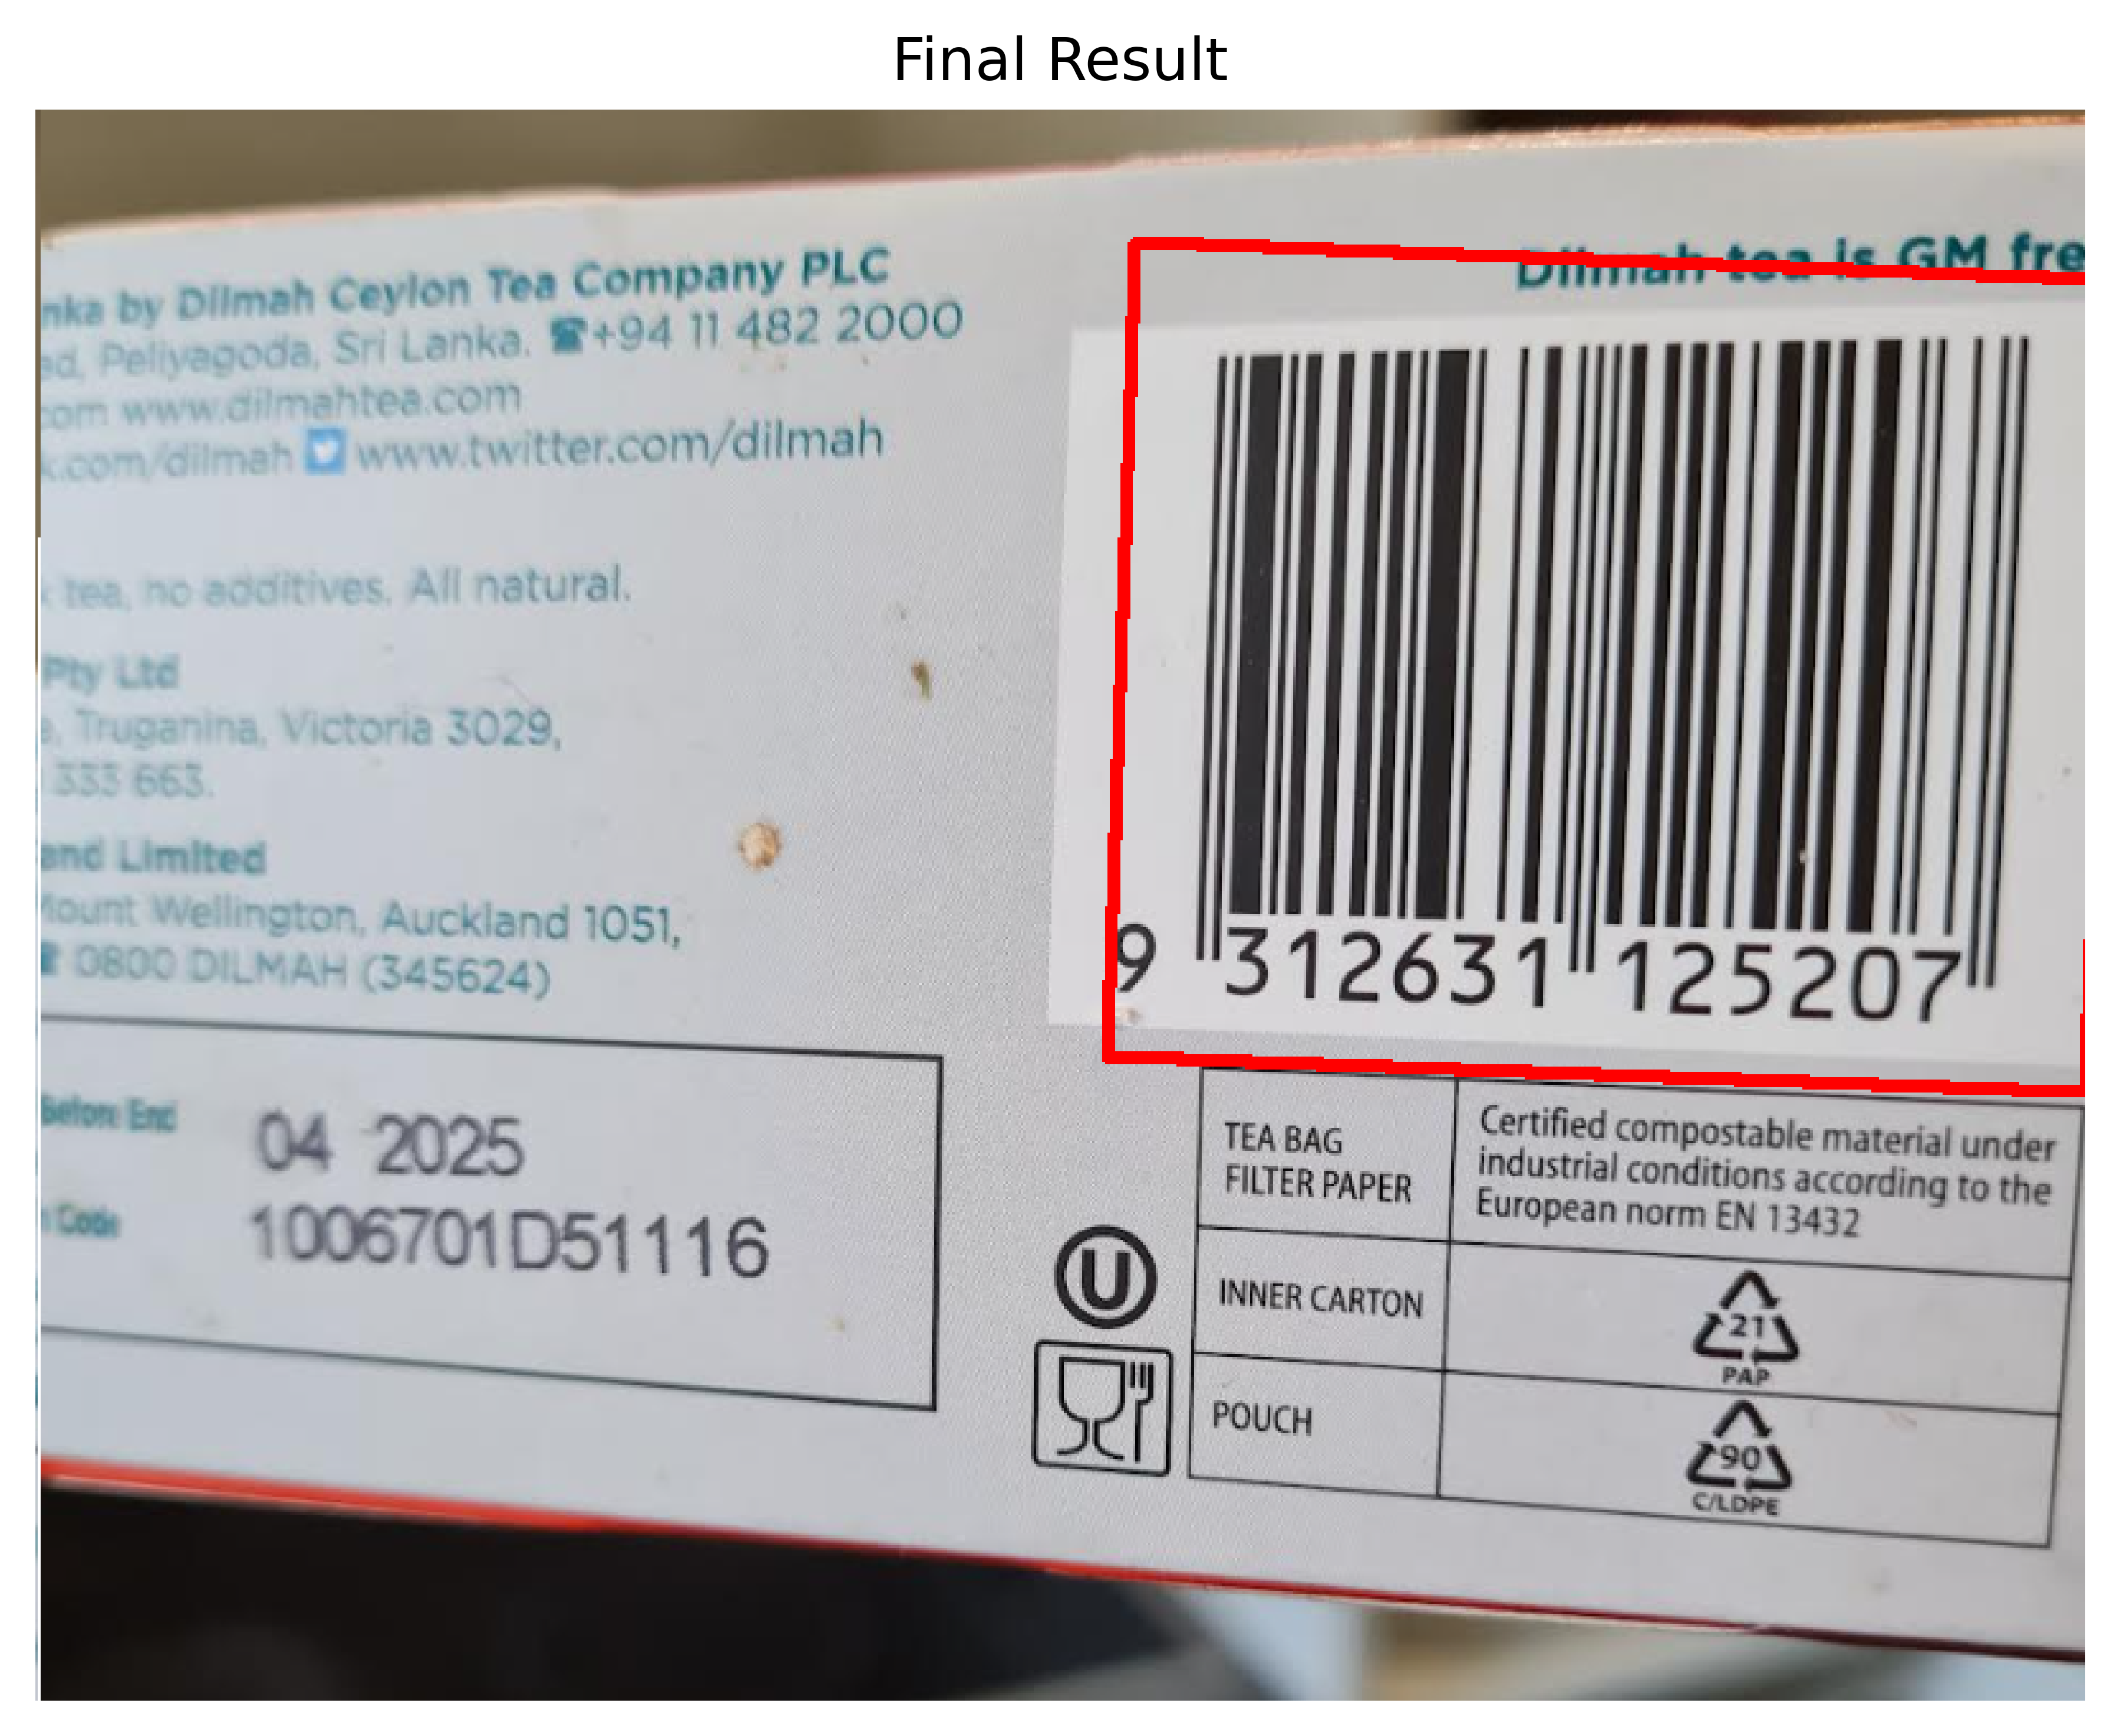 Final Result
Dilmah tea is GM fre
nka by Dilmah Ceylon Tea Company PLC
ed, Peliyagoda, Sri Lanka. ☎+94 11 482 2000
com www.dilmahtea.com
k.com/dilmah www.twitter.com/dilmah
tea, no additives. All natural.
Pty Ltd
e, Truganina, Victoria 3029,
333 663.
and Limited
Mount Wellington, Auckland 1051,
☎ 0800 DILMAH (345624)
9 312631 125207
Before End 04 2025
Code 1006701D51116
U
TEA BAG
FILTER PAPER
Certified compostable material under
industrial conditions according to the
European norm EN 13432
INNER CARTON
21
PAP
POUCH
90
C/LDPE